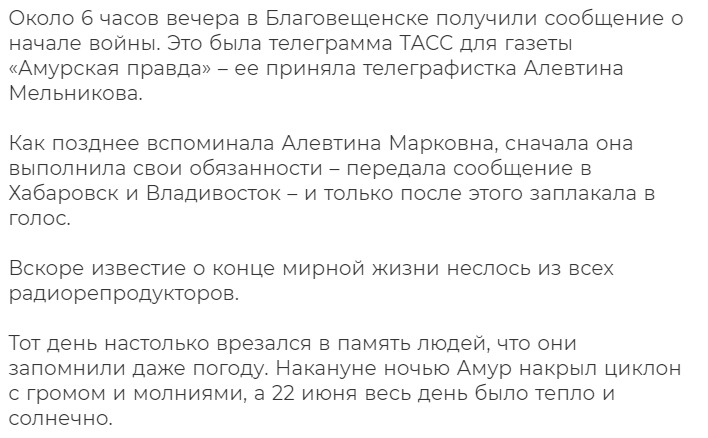 Около 6 часов вечера в Благовещенске получили сообщение о
начале войны. Это была телеграмма ТАСС для газеты
«Амурская правда» – ее приняла телеграфистка Алевтина
Мельникова.
Как позднее вспоминала Алевтина Марковна, сначала она
выполнила свои обязанности – передала сообщение в
Хабаровск и Владивосток – и только после этого заплакала в
голос.
Вскоре известие о конце мирной жизни неслось из всех
радиорепродукторов.
Тот день настолько врезался в память людей, что они
запомнили даже погоду. Накануне ночью Амур накрыл циклон
с громом и молниями, а 22 июня весь день было тепло и
солнечно.